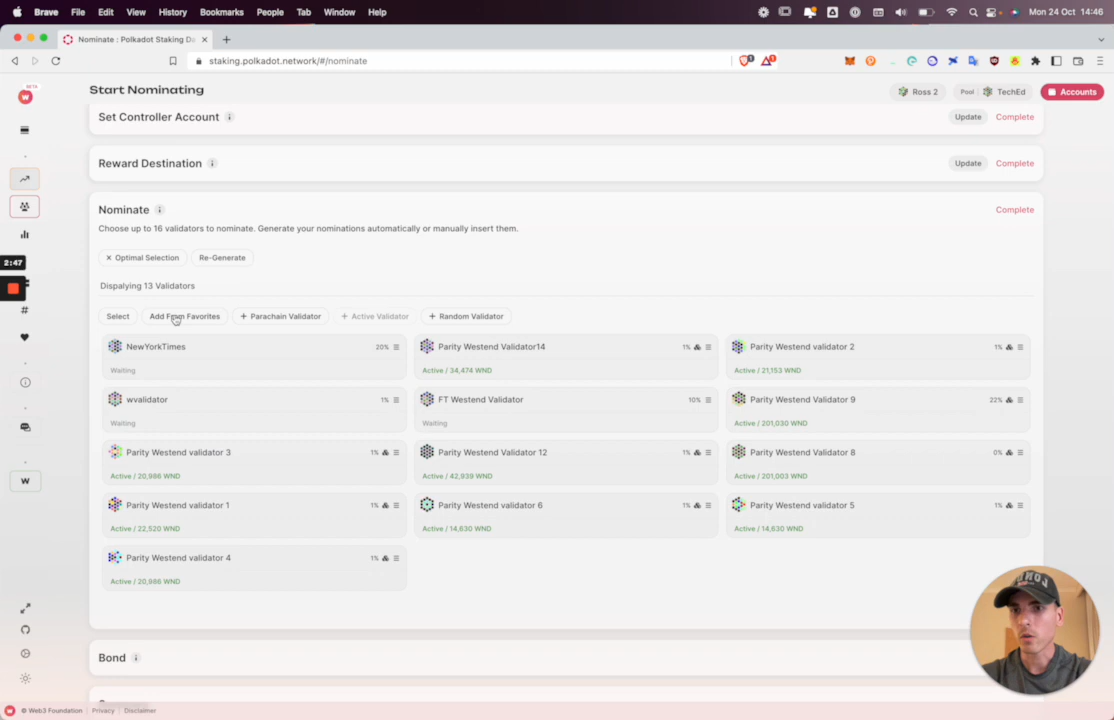 Brave File Edit View History Bookmarks People Tab Window Help Mon 24 Oct 14:46
Nominate : Polkadot Staking Da
staking.polkadot.network/#/nominate
BETA
Start Nominating Ross 2 Pool TechEd Accounts
Set Controller Account Update Complete
Reward Destination Update Complete
Nominate Complete
Choose up to 16 validators to nominate. Generate your nominations automatically or manually insert them.
Optimal Selection Re-Generate
2:47
Dispalying 13 Validators
Select Add From Favorites + Parachain Validator + Active Validator + Random Validator
NewYorkTimes 20% Parity Westend Validator14 1% Parity Westend validator 2 1%
Waiting Active / 34,474 WND Active / 21,153 WND
wvalidator 1% FT Westend Validator 10% Parity Westend Validator 9 22%
Waiting Waiting Active / 201,030 WND
Parity Westend validator 3 1% Parity Westend Validator 12 1% Parity Westend Validator 8 0%
Active / 20,986 WND Active / 42,939 WND Active / 201,003 WND
W
Parity Westend validator 1 1% Parity Westend validator 6 1% Parity Westend validator 5 1%
Active / 22,520 WND Active / 14,630 WND Active / 14,630 WND
Parity Westend validator 4 1%
Active / 20,986 WND
Bond
© Web3 Foundation Privacy Disclaimer